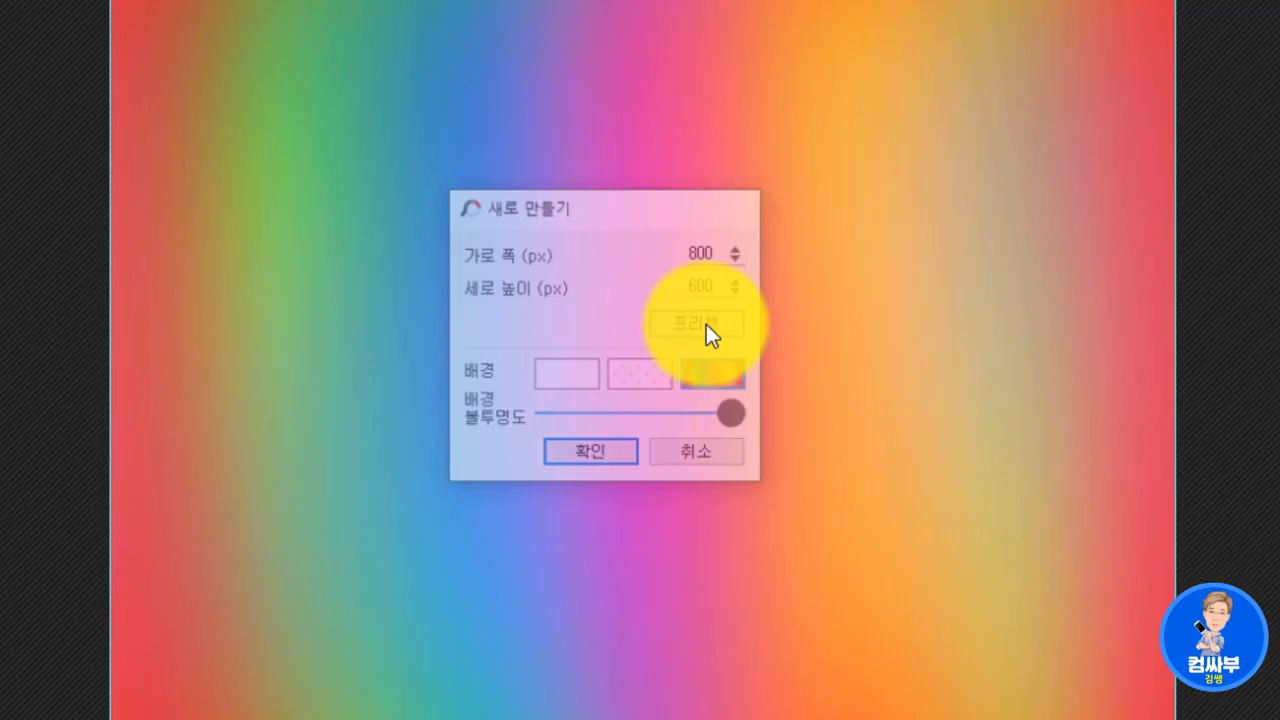 새로 만들기
가로 폭 (px) 800
세로 높이 (px) 600
프리셋
배경
배경
불투명도
확인 취소
컴싸부
김쌤